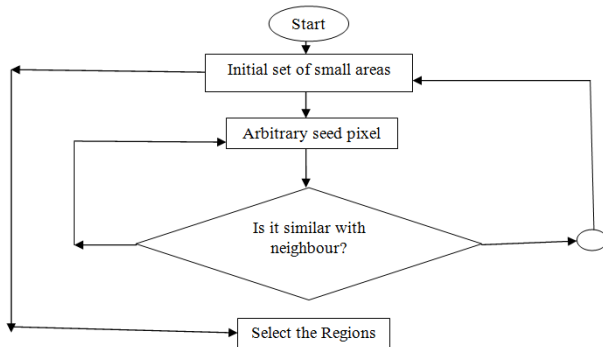 Start
Initial set of small areas
Arbitrary seed pixel
Is it similar with
neighbour?
Select the Regions